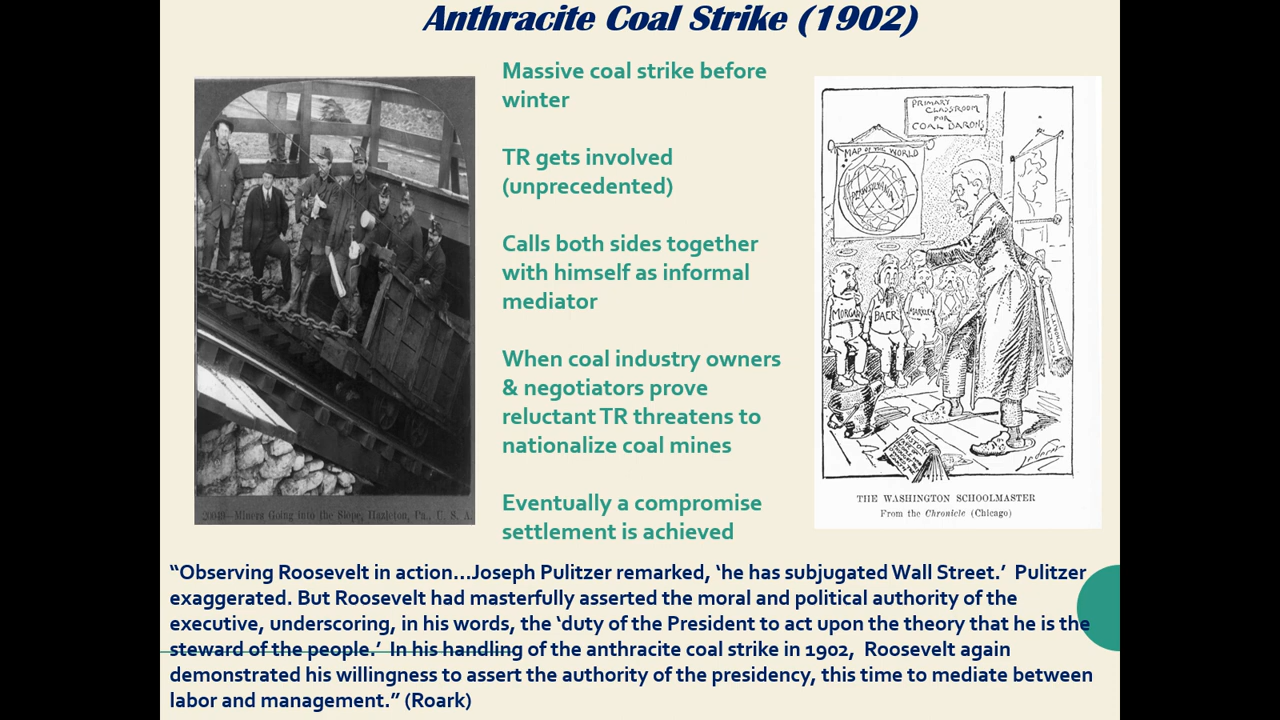 Anthracite Coal Strike (1902)
Massive coal strike before
winter
TR gets involved
(unprecedented)
Calls both sides together
with himself as informal
mediator
When coal industry owners
& negotiators prove
reluctant TR threatens to
nationalize coal mines
Eventually a compromise
settlement is achieved
20049—Miners Going into the Slope, Hazleton, Pa., U. S. A.
PRIMARY
CLASSROOM
FOR
COAL BARONS
MAP OF THE WORLD
PENNSYLVANIA
MORGAN
BAER
MARKLE
THE WASHINGTON SCHOOLMASTER
From the Chronicle (Chicago)
“Observing Roosevelt in action…Joseph Pulitzer remarked, ‘he has subjugated Wall Street.’ Pulitzer
exaggerated. But Roosevelt had masterfully asserted the moral and political authority of the
executive, underscoring, in his words, the ‘duty of the President to act upon the theory that he is the
steward of the people.’ In his handling of the anthracite coal strike in 1902, Roosevelt again
demonstrated his willingness to assert the authority of the presidency, this time to mediate between
labor and management.” (Roark)